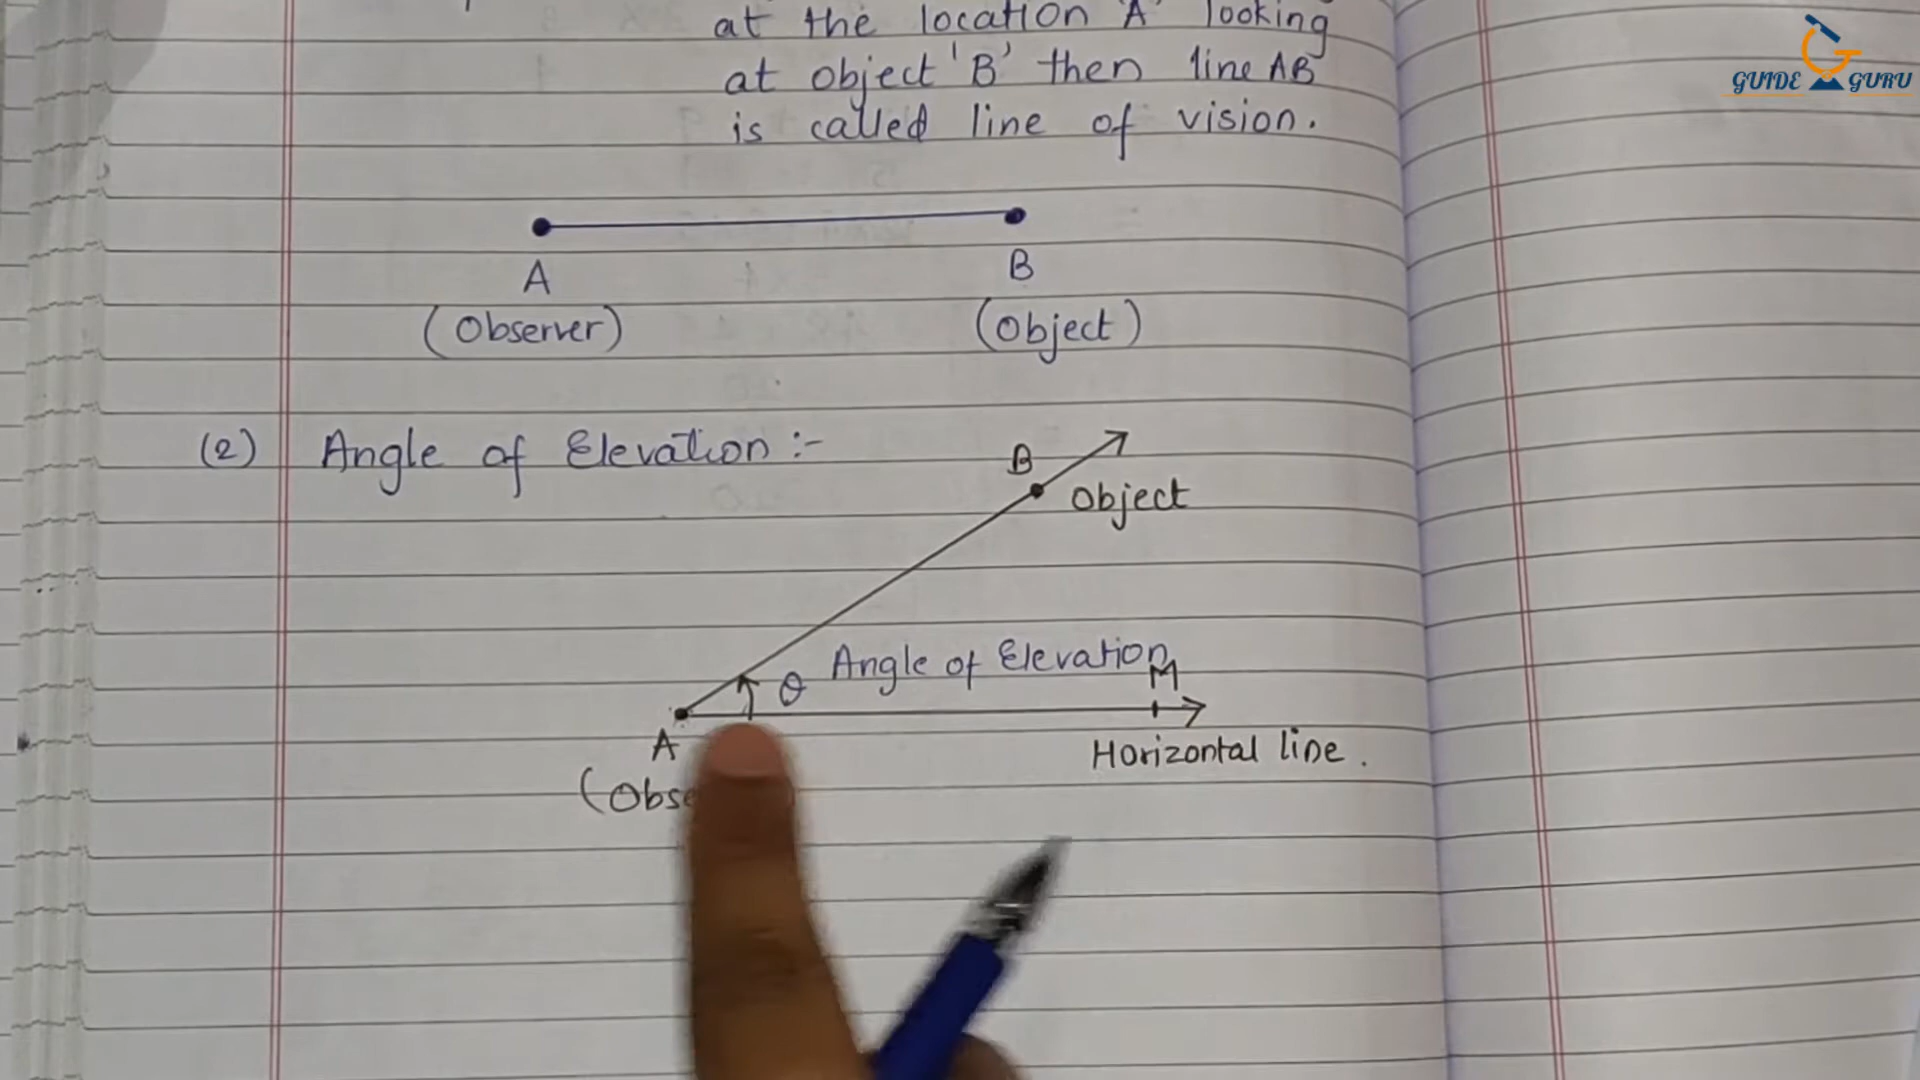 at the location 'A' looking
at object 'B' then line AB
is called line of vision.
A
B
(Observer)
(Object)
(2) Angle of Elevation :-
B
Object
θ Angle of Elevation
M
A
Horizontal line.
GUIDE GURU